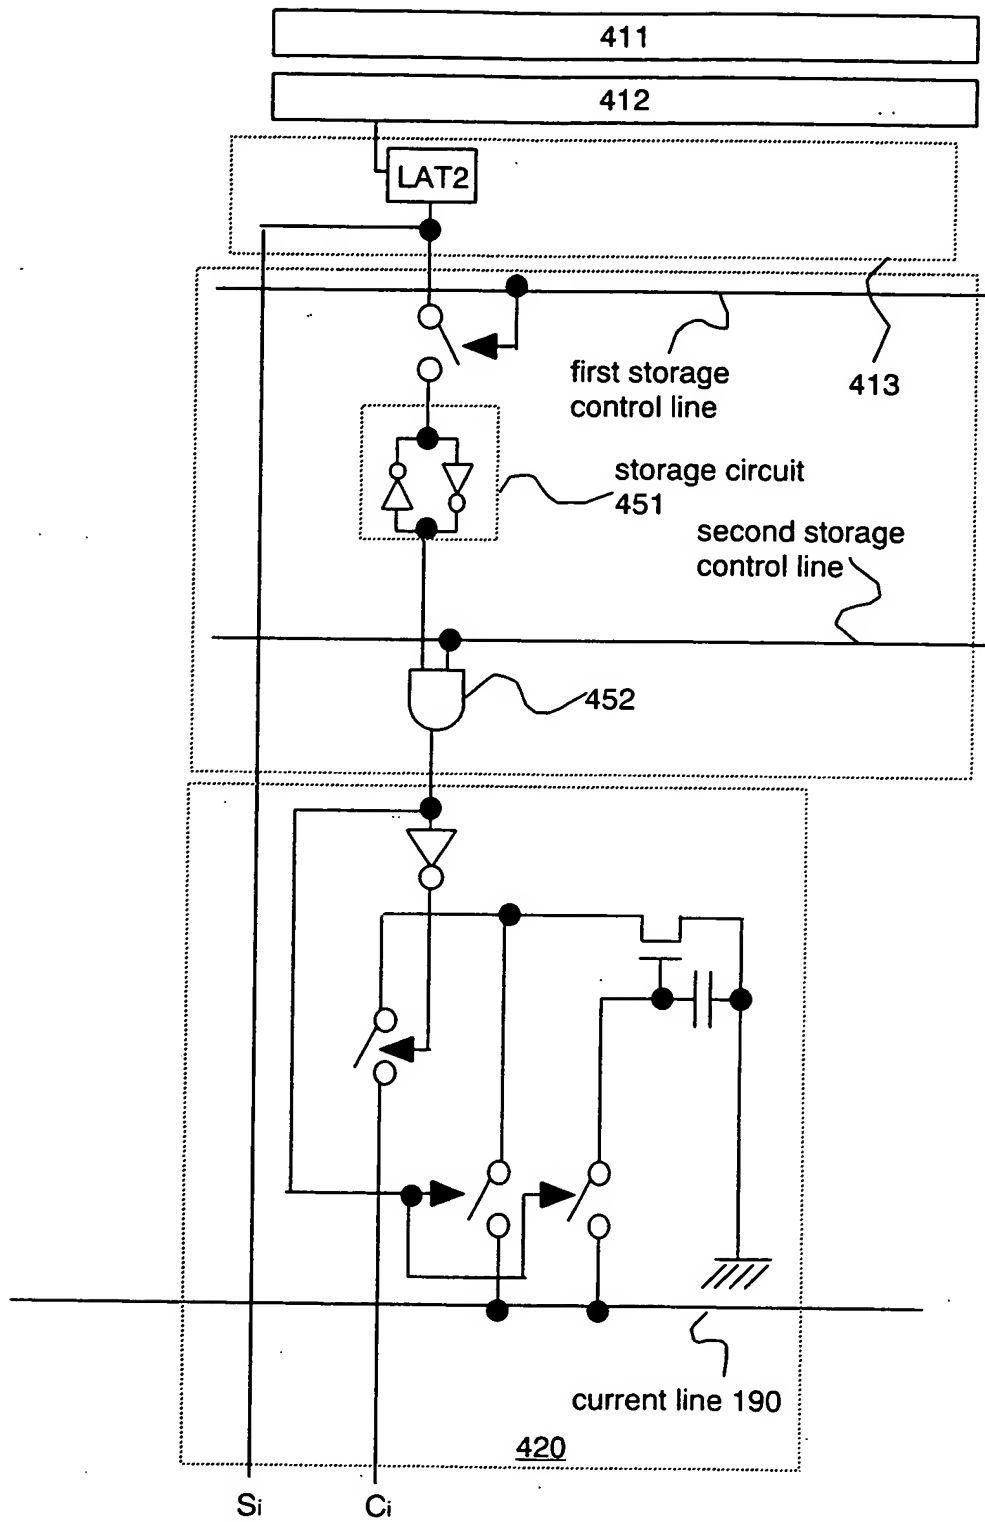 411
412
LAT2
first storage
control line
413
storage circuit
451
second storage
control line
452
current line 190
420
Si
Ci